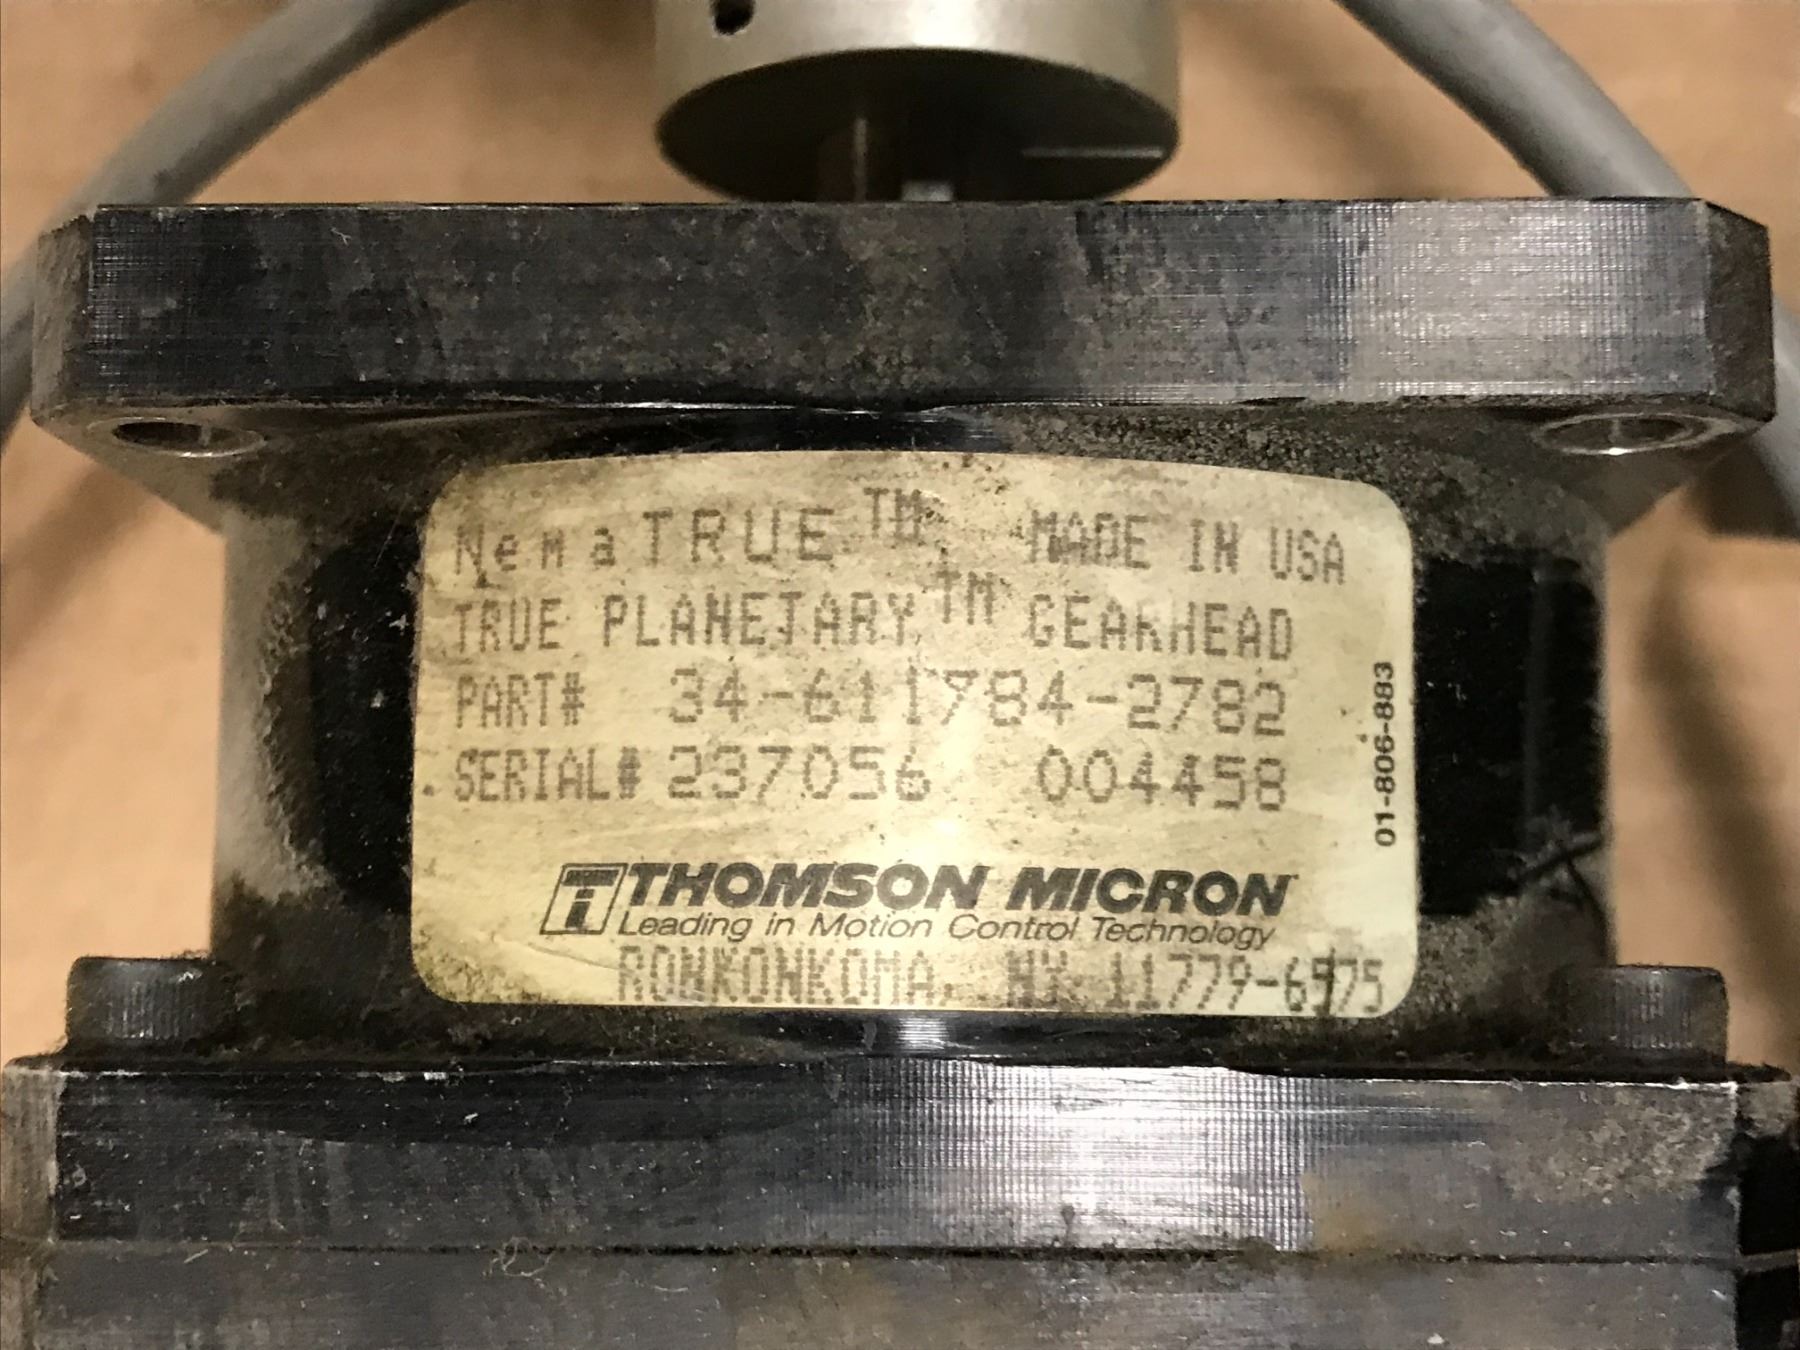 NemaTRUE™ MADE IN USA
TRUE PLANETARY™ GEARHEAD
PART# 34-611784-2782
SERIAL# 237056 004458
01-806-883
THOMSON MICRON
Leading in Motion Control Technology
RONKONKOMA, NY 11779-6975